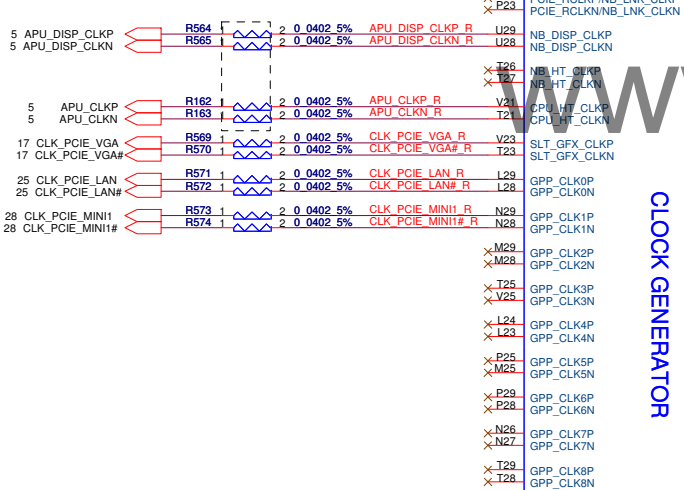 PCIE_RCLKP/NB_LNK_CLKP
P23 PCIE_RCLKN/NB_LNK_CLKN
5 APU_DISP_CLKP R564 1 2 0_0402_5% APU_DISP_CLKP_R U29 NB_DISP_CLKP
5 APU_DISP_CLKN R565 1 2 0_0402_5% APU_DISP_CLKN_R U28 NB_DISP_CLKN
T26 NB_HT_CLKP
T27 NB_HT_CLKN
5 APU_CLKP R162 1 2 0_0402_5% APU_CLKP_R V21 CPU_HT_CLKP
5 APU_CLKN R163 1 2 0_0402_5% APU_CLKN_R T21 CPU_HT_CLKN
17 CLK_PCIE_VGA R569 1 2 0_0402_5% CLK_PCIE_VGA_R V23 SLT_GFX_CLKP
17 CLK_PCIE_VGA# R570 1 2 0_0402_5% CLK_PCIE_VGA#_R T23 SLT_GFX_CLKN
25 CLK_PCIE_LAN R571 1 2 0_0402_5% CLK_PCIE_LAN_R L29 GPP_CLK0P
25 CLK_PCIE_LAN# R572 1 2 0_0402_5% CLK_PCIE_LAN#_R L28 GPP_CLK0N
28 CLK_PCIE_MINI1 R573 1 2 0_0402_5% CLK_PCIE_MINI1_R N29 GPP_CLK1P
28 CLK_PCIE_MINI1# R574 1 2 0_0402_5% CLK_PCIE_MINI1#_R N28 GPP_CLK1N
M29 GPP_CLK2P
M28 GPP_CLK2N
T25 GPP_CLK3P
V25 GPP_CLK3N
L24 GPP_CLK4P
L23 GPP_CLK4N
P25 GPP_CLK5P
M25 GPP_CLK5N
P29 GPP_CLK6P
P28 GPP_CLK6N
N26 GPP_CLK7P
N27 GPP_CLK7N
T29 GPP_CLK8P
T28 GPP_CLK8N
CLOCK GENERATOR